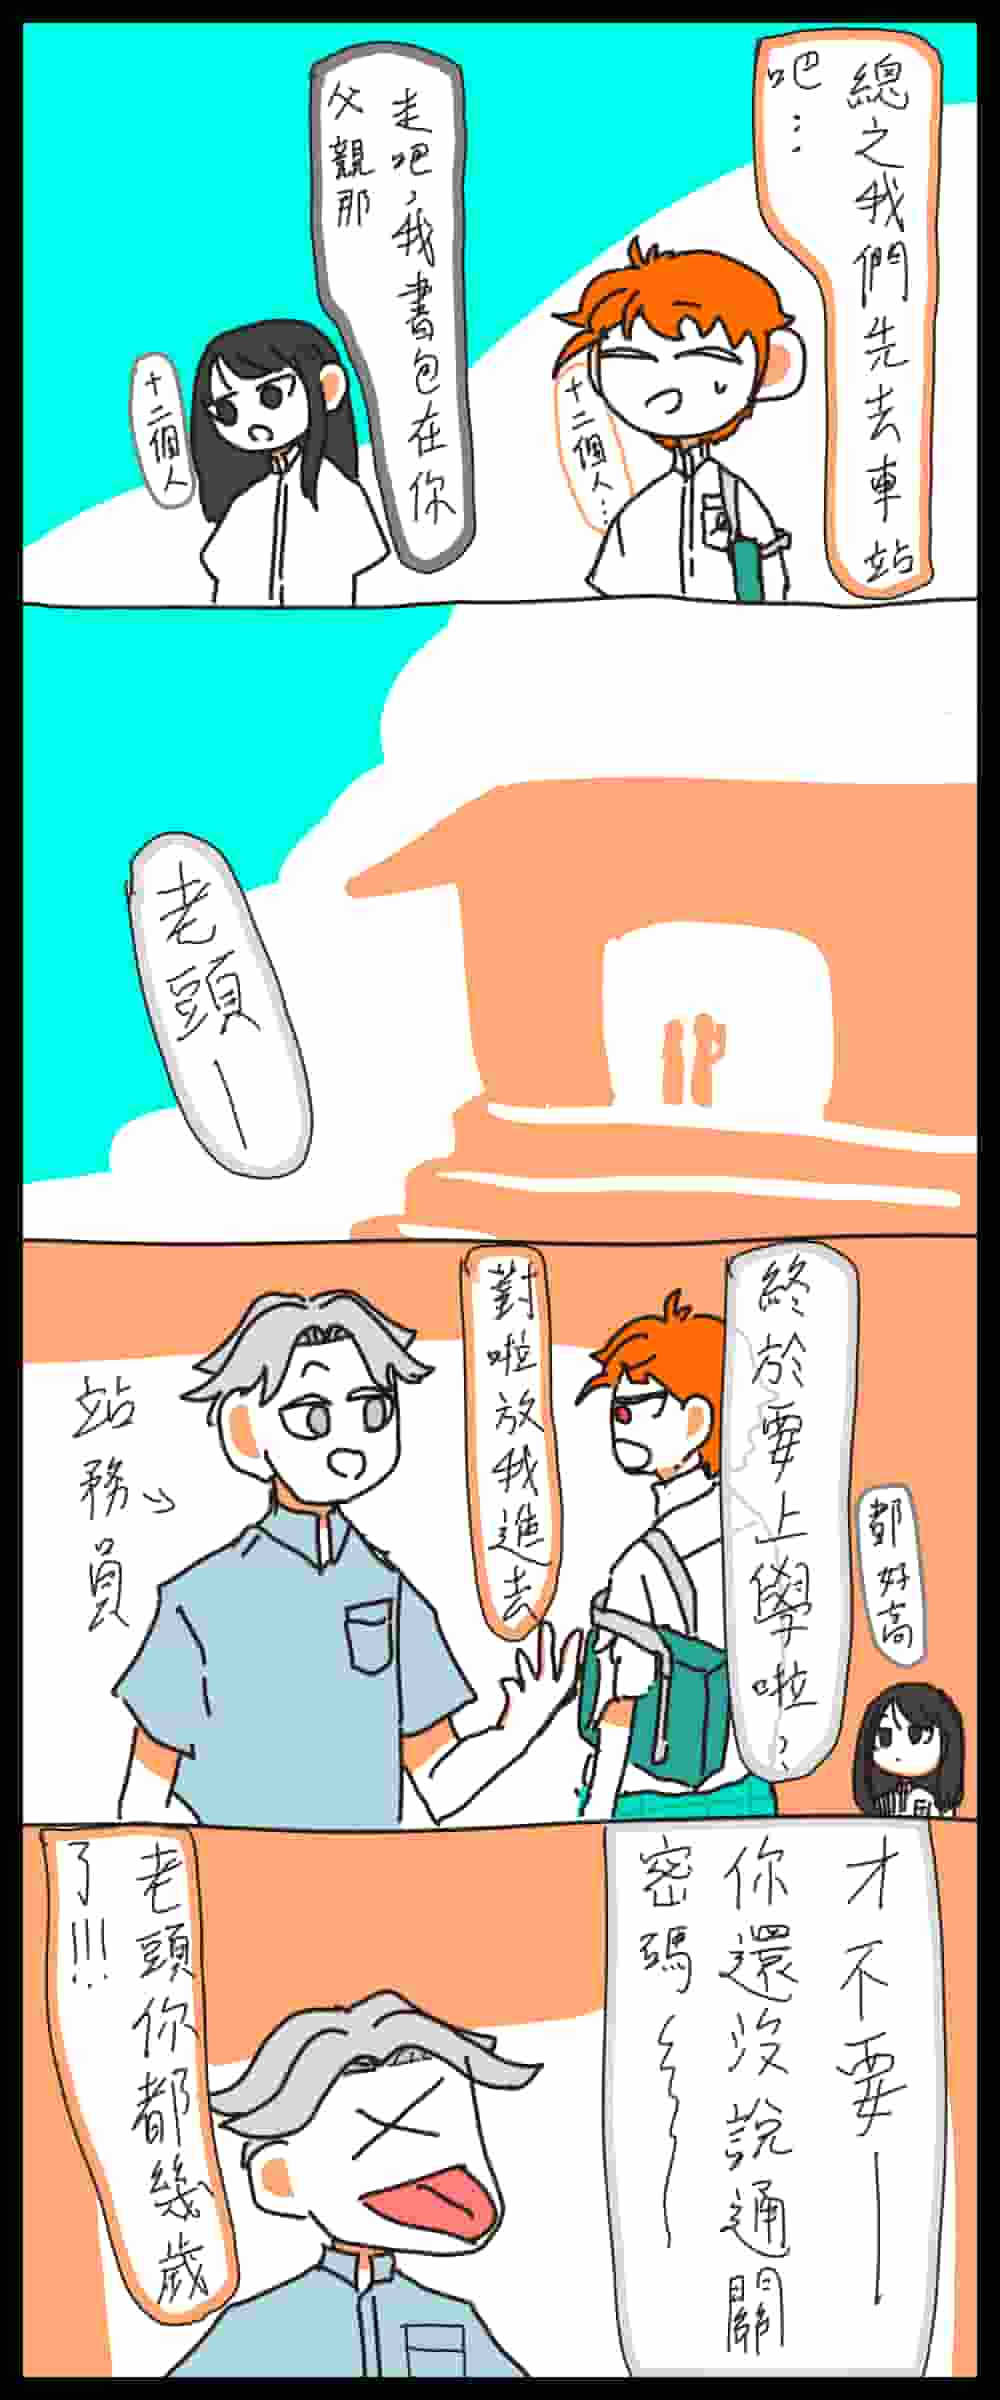 總之我們先去車站
吧...
十二個人...
走吧,我書包在你
父親那
十二個人
老頭—
都好高
終於要上學啦?
對啦放我進去
站務員
才不要—
你還沒說通關
密碼~~~
老頭你都幾歲
了!!!